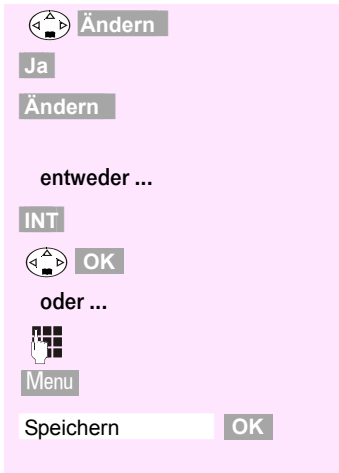 Ändern
Ja
Ändern
entweder ...
INT
OK
oder ...
Menu
Speichern OK